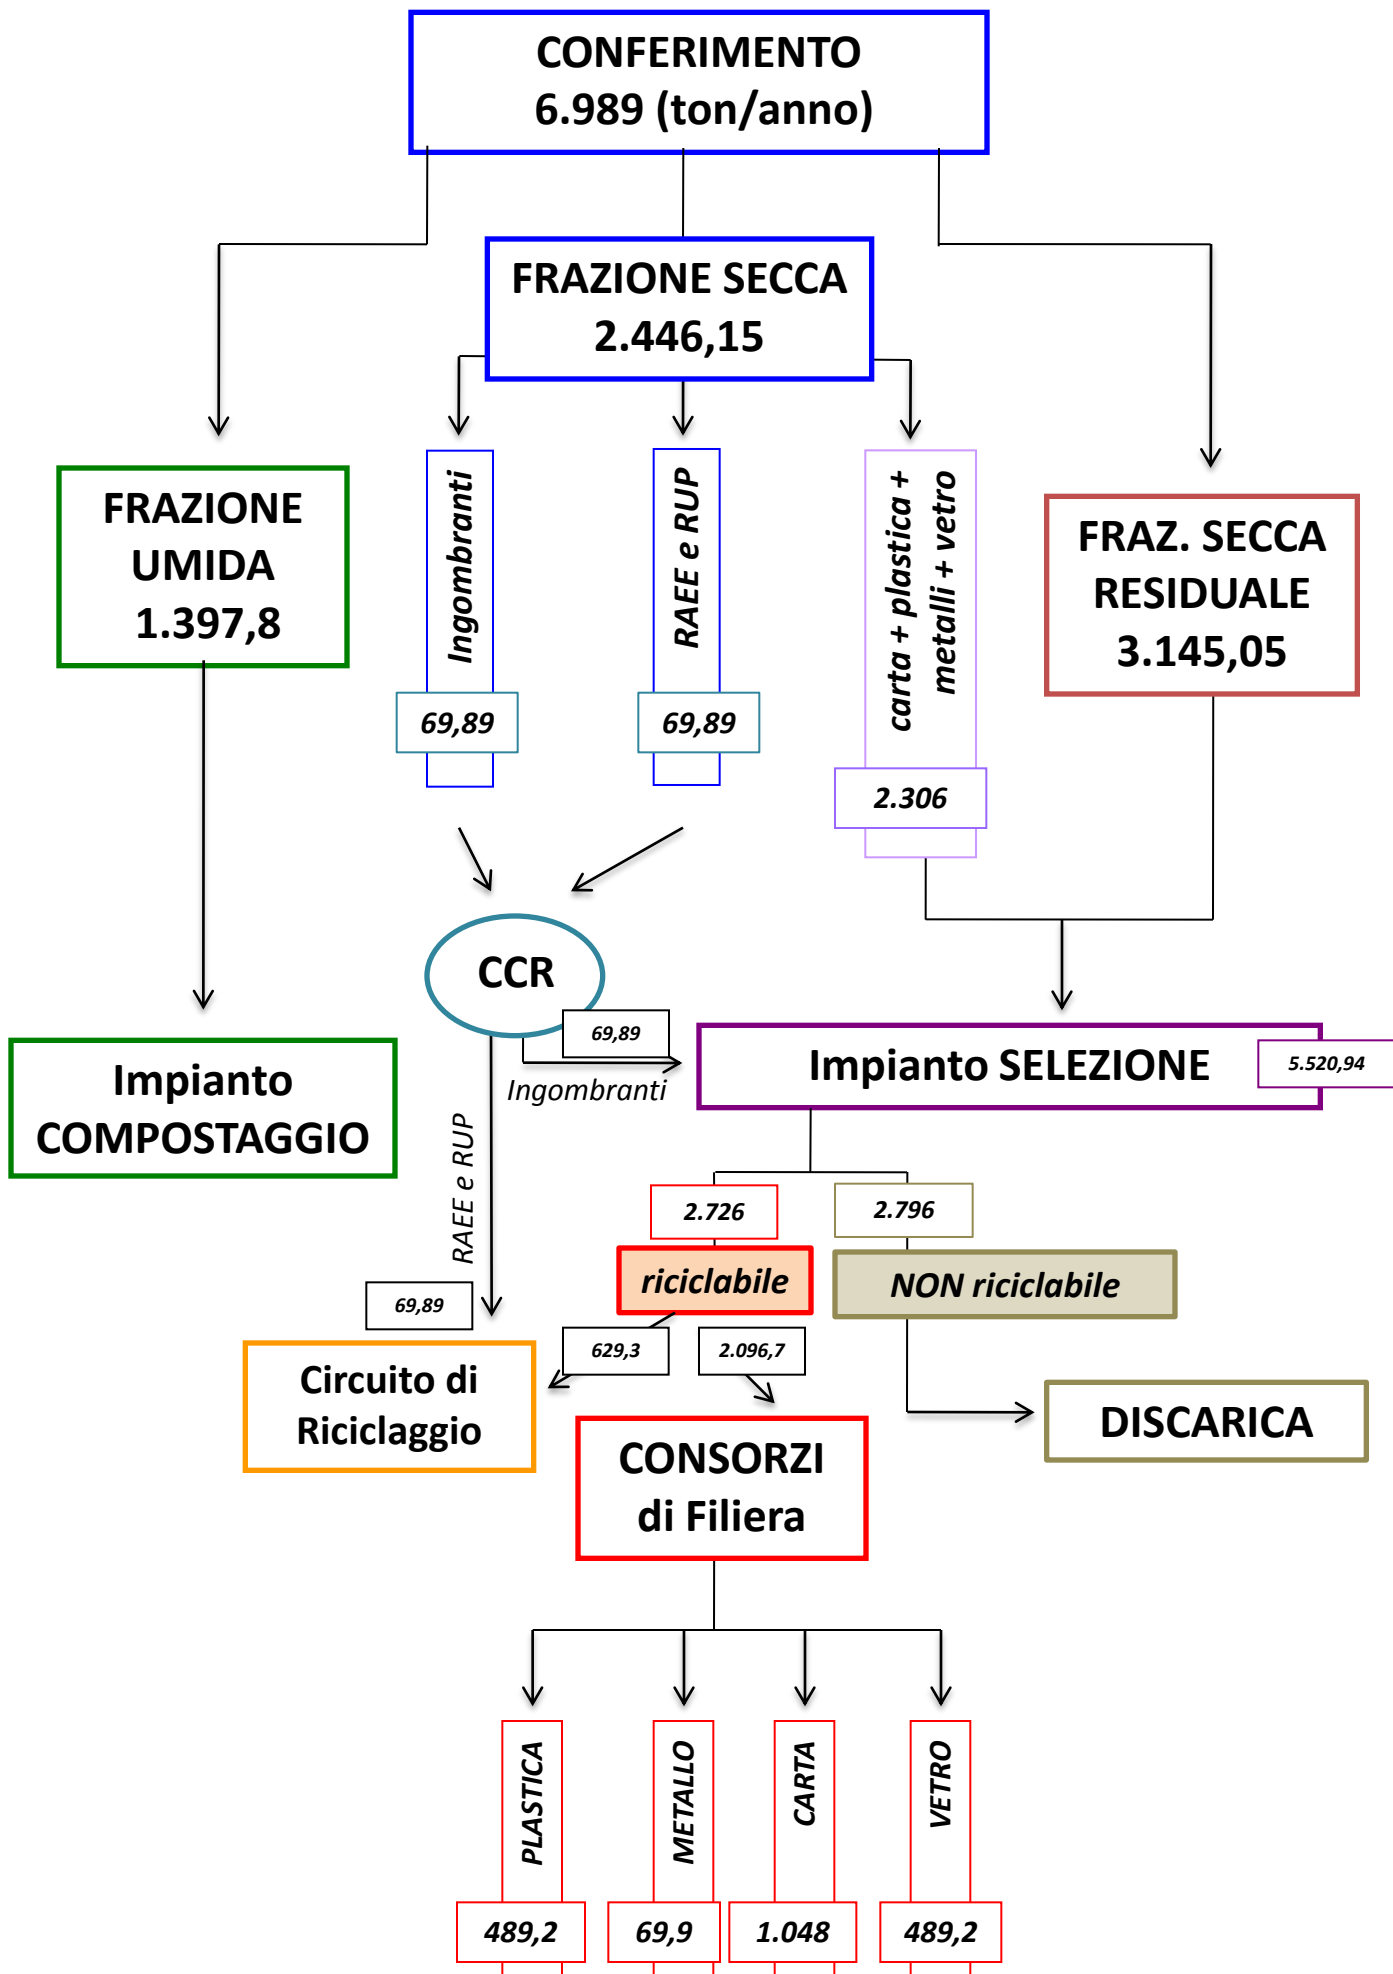 CONFERIMENTO
6.989 (ton/anno)
FRAZIONE SECCA
2.446,15
FRAZIONE
UMIDA
1.397,8
Ingombranti
69,89
RAEE e RUP
69,89
carta + plastica +
metalli + vetro
2.306
FRAZ. SECCA
RESIDUALE
3.145,05
CCR
69,89
Ingombranti
Impianto SELEZIONE
5.520,94
Impianto
COMPOSTAGGIO
RAEE e RUP
69,89
2.726
2.796
riciclabile
NON riciclabile
629,3
2.096,7
Circuito di
Riciclaggio
CONSORZI
di Filiera
DISCARICA
PLASTICA
METALLO
CARTA
VETRO
489,2
69,9
1.048
489,2